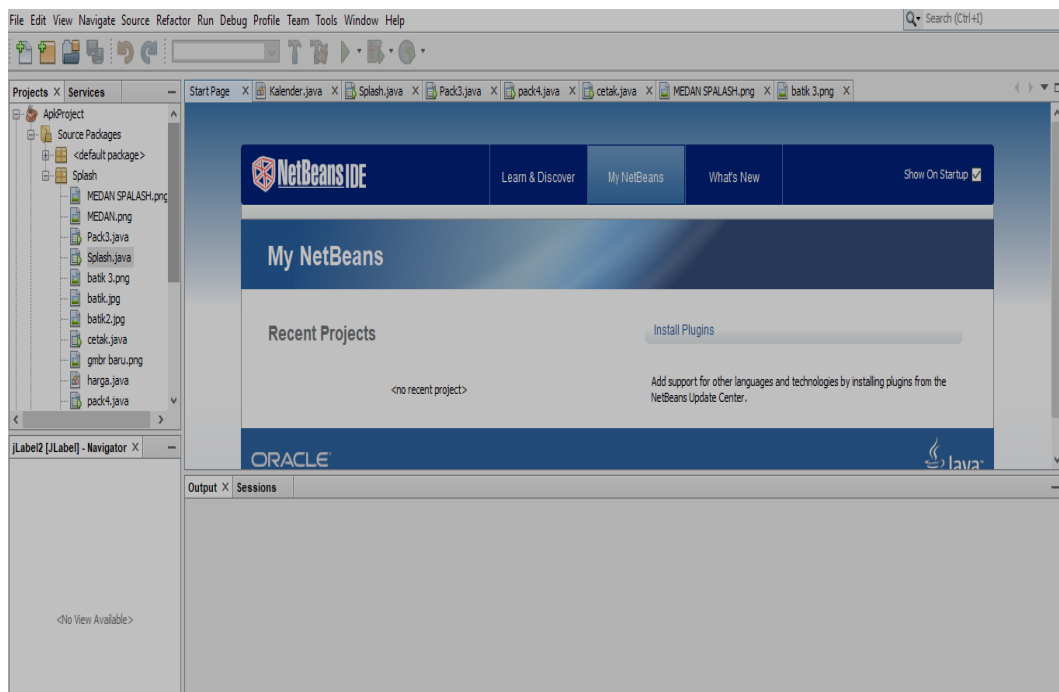 File Edit View Navigate Source Refactor Run Debug Profile Team Tools Window Help
Search (Ctrl+I)
Projects X Services
Start Page X Kalender.java X Splash.java X Pack3.java X pack4.java X cetak.java X MEDAN SPALASH.png X batik 3.png X
ApkProject
Source Packages
<default package>
Splash
MEDAN SPALASH.png
MEDAN.png
Pack3.java
Splash.java
batik 3.png
batik.jpg
batik2.jpg
cetak.java
gmbr baru.png
harga.java
pack4.java
NetBeans IDE
Learn & Discover
My NetBeans
What's New
Show On Startup
My NetBeans
Recent Projects
<no recent project>
Install Plugins
Add support for other languages and technologies by installing plugins from the
NetBeans Update Center.
ORACLE
Java
jLabel2 [JLabel] - Navigator X
<No View Available>
Output X Sessions